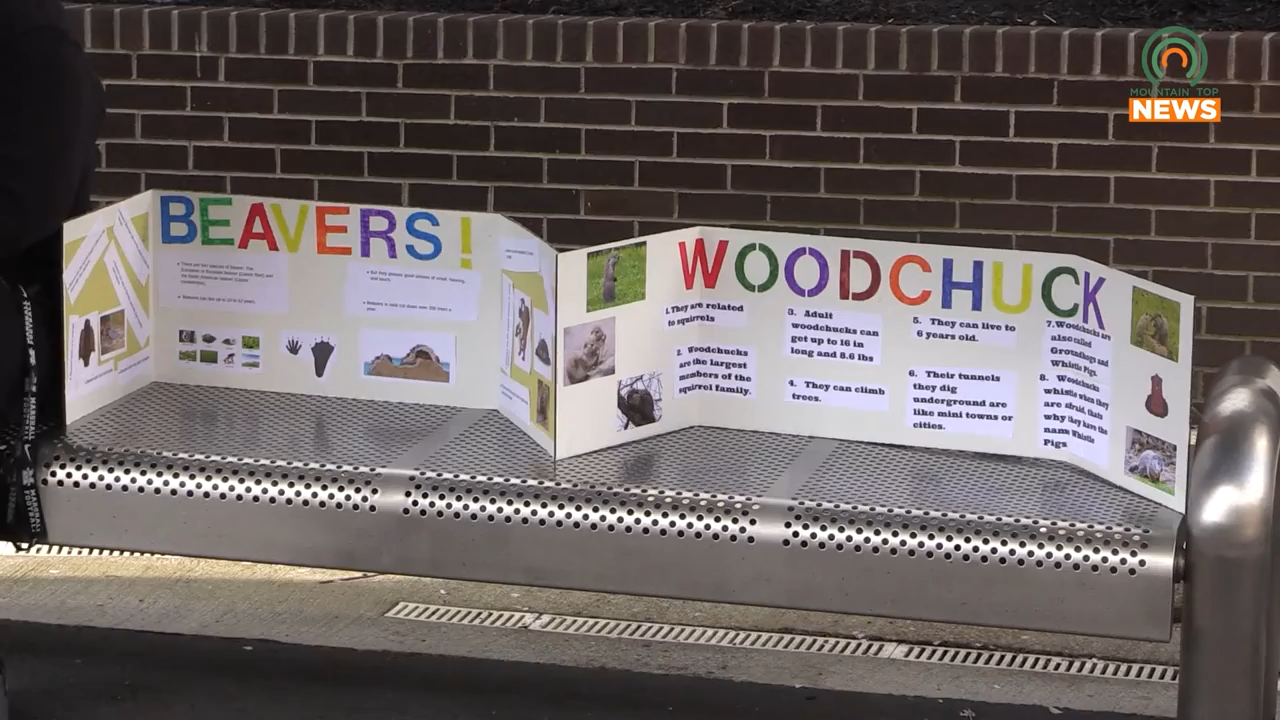 MOUNTAIN TOP
NEWS
BEAVERS!
WOODCHUCK
1. They are related
to squirrels
2. Woodchucks
are the largest
members of the
squirrel family.
3. Adult
woodchucks can
get up to 16 in
long and 8.6 lbs
4. They can climb
trees.
5. They can live to
6 years old.
6. Their tunnels
they dig
underground are
like mini towns or
cities.
7. Woodchucks are
also called
Groundhogs and
Whistle Pigs.
8. Woodchucks
whistle when they
are afraid, thats
why they have the
name Whistle
Pigs
MARSHALL
FOOTBALL